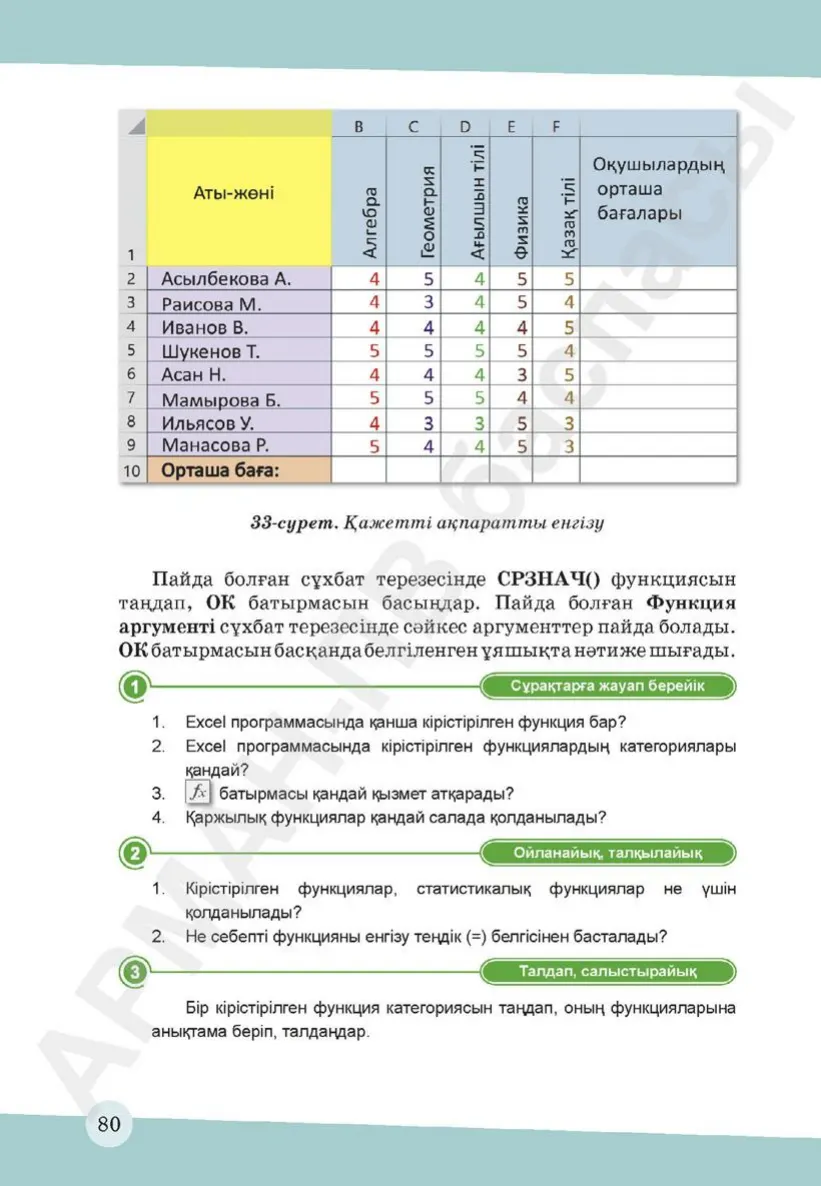 B C D E F
1 Аты-жөні Алгебра Геометрия Ағылшын тілі Физика Қазақ тілі Оқушылардың орташа бағалары
2 Асылбекова А. 4 5 4 5 5
3 Раисова М. 4 3 4 5 4
4 Иванов В. 4 4 4 4 5
5 Шукенов Т. 5 5 5 5 4
6 Асан Н. 4 4 4 3 5
7 Мамырова Б. 5 5 5 4 4
8 Ильясов У. 4 3 3 5 3
9 Манасова Р. 5 4 4 5 3
10 Орташа баға:
33-сурет. Қажетті ақпаратты енгізу
Пайда болған сұхбат терезесінде СРЗНАЧ() функциясын
таңдап, ОК батырмасын басыңдар. Пайда болған Функция
аргументі сұхбат терезесінде сәйкес аргументтер пайда болады.
ОК батырмасын басқанда белгіленген ұяшықта нәтиже шығады.
1 Сұрақтарға жауап берейік
1. Excel программасында қанша кірістірілген функция бар?
2. Excel программасында кірістірілген функциялардың категориялары
қандай?
3. fx батырмасы қандай қызмет атқарады?
4. Қаржылық функциялар қандай салада қолданылады?
2 Ойланайық, талқылайық
1. Кірістірілген функциялар, статистикалық функциялар не үшін
қолданылады?
2. Не себепті функцияны енгізу теңдік (=) белгісінен басталады?
3 Талдап, салыстырайық
Бір кірістірілген функция категориясын таңдап, оның функцияларына
анықтама беріп, талдаңдар.
80
АРМАН-ПВ баспасы